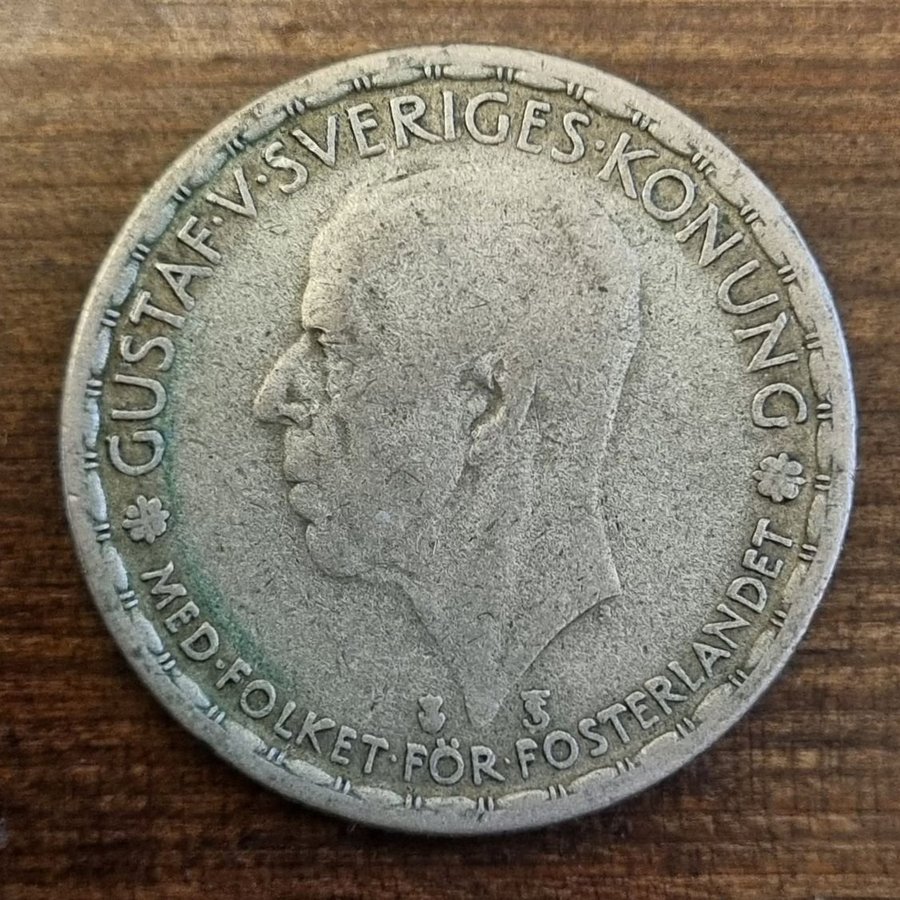 GUSTAF·V·SVERIGES·KONUNG
MED·FOLKET·FÖR·FOSTERLANDET